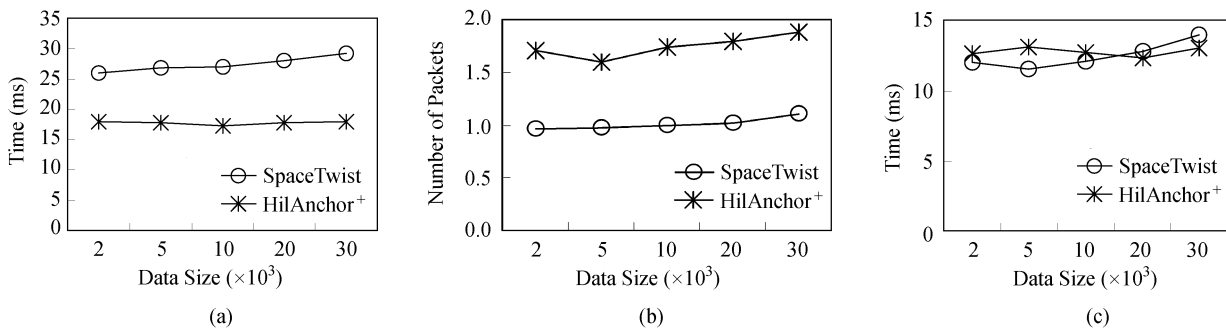 35
30
25
20
15
10
5
0
Time (ms)
SpaceTwist
HilAnchor+
2 5 10 20 30
Data Size (×10³)
(a)
2.0
1.5
1.0
0.5
0.0
Number of Packets
SpaceTwist
HilAnchor+
2 5 10 20 30
Data Size (×10³)
(b)
15
10
5
0
Time (ms)
SpaceTwist
HilAnchor+
2 5 10 20 30
Data Size (×10³)
(c)